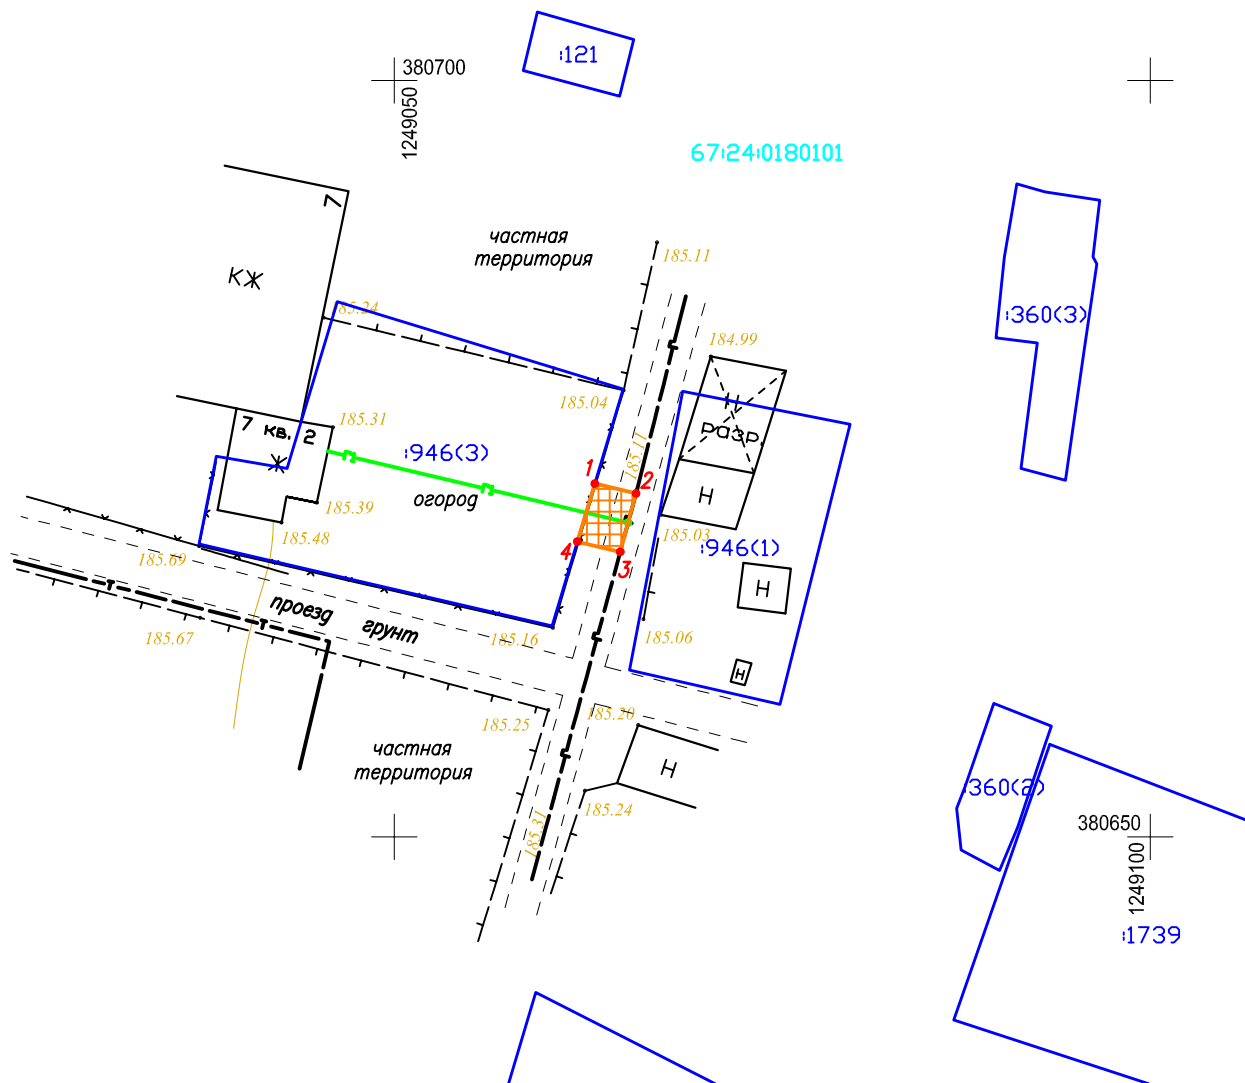 :121
380700
1249050
67:24:0180101
7
частная
территория
185.11
КЖ
:360(3)
85.24
184.99
185.04
Н
разр.
185.31
7 кв. 2
:946(3)
185.11
Ж
огород
1
2
Н
185.39
185.48
185.03
:946(1)
4
3
185.69
Н
проезд грунт
185.67
185.16
185.06
Н
185.20
185.25
частная
территория
Н
:360(2)
185.24
185.31
380650
1249100
:1739